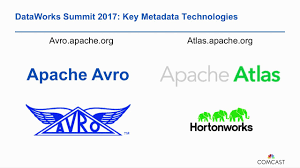 DataWorks Summit 2017: Key Metadata Technologies
Avro.apache.org
Atlas.apache.org
Apache Avro
Apache Atlas
AVRO
TM
Hortonworks
COMCAST